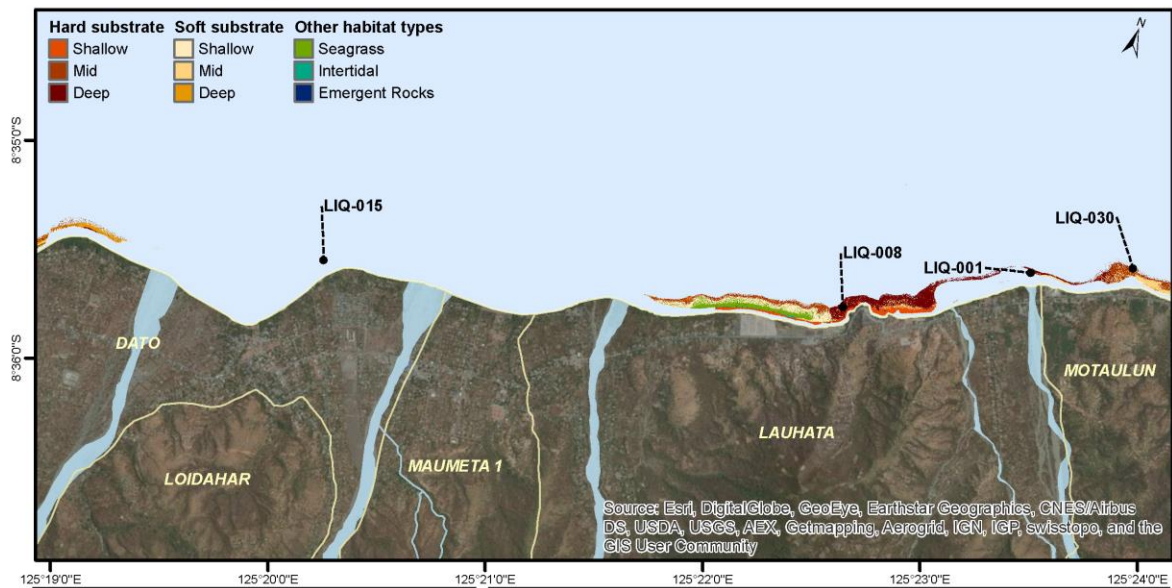 Hard substrate Soft substrate Other habitat types
Shallow Shallow Seagrass
Mid Mid Intertidal
Deep Deep Emergent Rocks
N
8°35'0"S
LIQ-015
LIQ-030
LIQ-008
LIQ-001
DATO
8°36'0"S
MOTAULUN
LAUHATA
LOIDAHAR
MAUMETA 1
Source: Esri, DigitalGlobe, GeoEye, Earthstar Geographics, CNES/Airbus
DS, USDA, USGS, AEX, Getmapping, Aerogrid, IGN, IGP, swisstopo, and the
GIS User Community
125°19'0"E 125°20'0"E 125°21'0"E 125°22'0"E 125°23'0"E 125°24'0"E